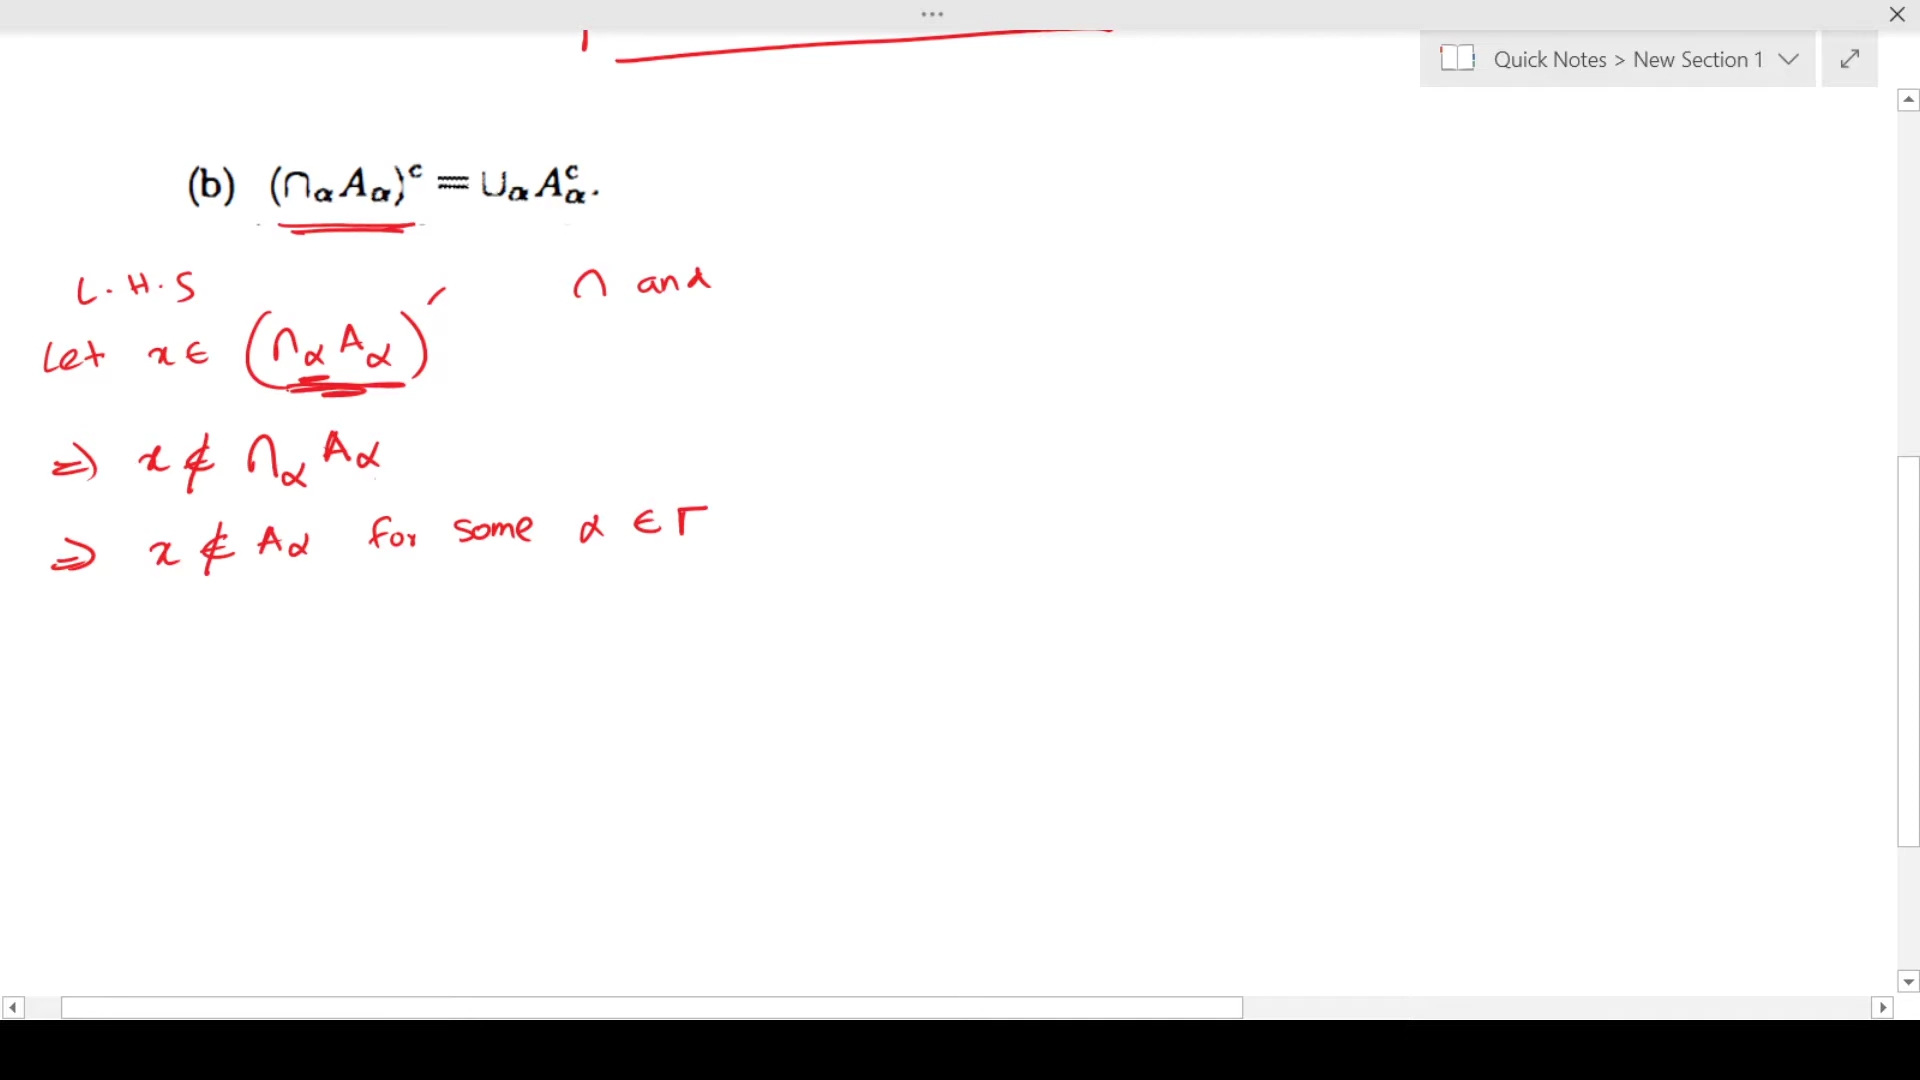 Quick Notes > New Section 1
(b) (∩αAα)ᶜ = ∪αAαᶜ.
L.H.S ∩ and
Let x ∈ (∩α Aα)′
⇒ x ∉ ∩α Aα
⇒ x ∉ Aα for some α ∈ Γ